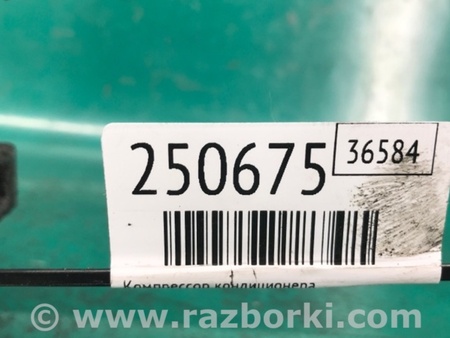 250675
36584
Компрессор кондиционера
© www.razborki.com